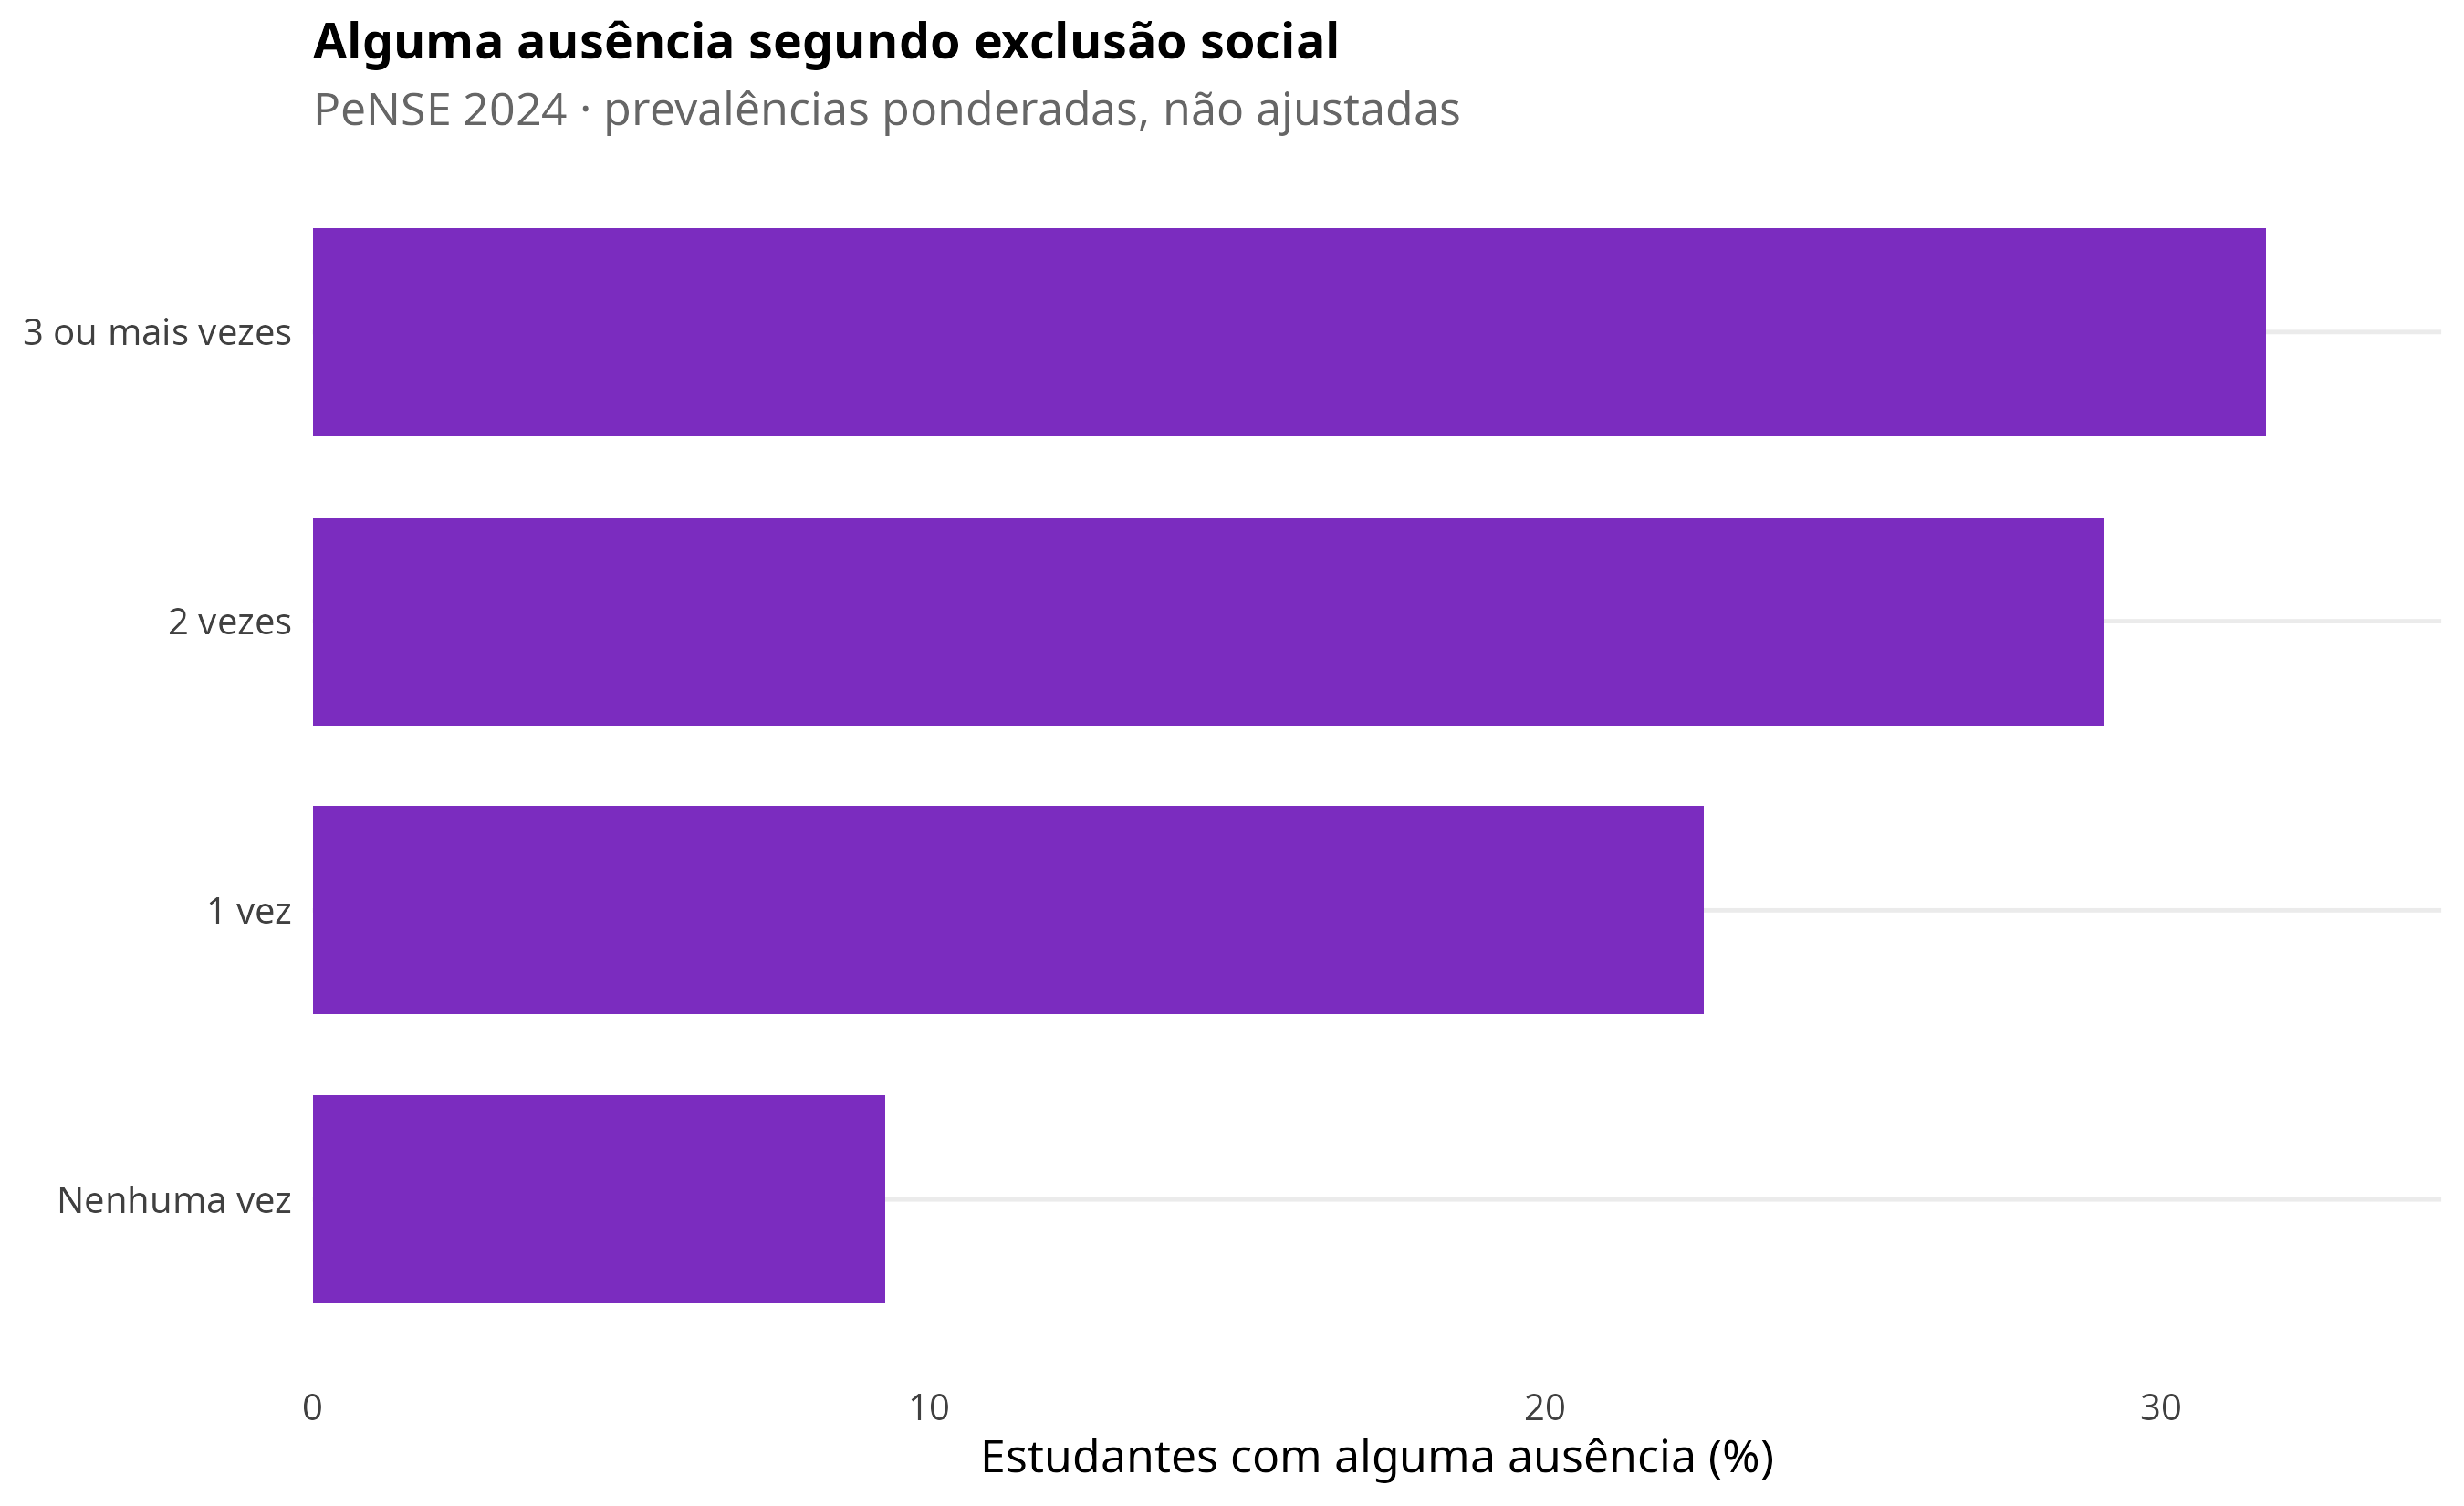 Alguma ausência segundo exclusão social
PeNSE 2024 · prevalências ponderadas, não ajustadas
3 ou mais vezes
2 vezes
1 vez
Nenhuma vez
0 10 20 30
Estudantes com alguma ausência (%)